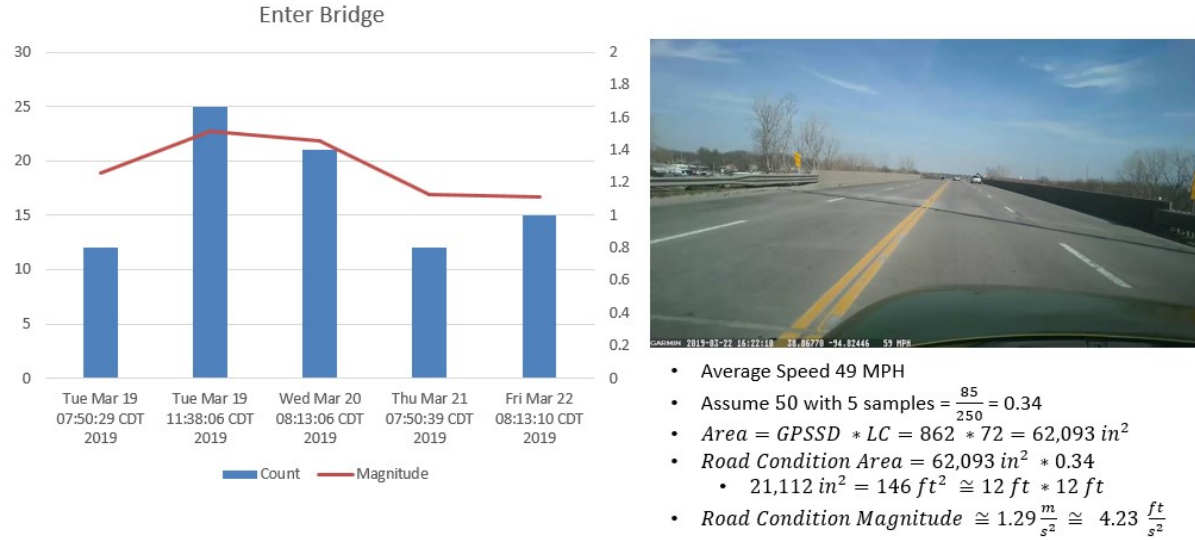 Enter Bridge
30
25
20
15
10
5
0
2
1.8
1.6
1.4
1.2
1
0.8
0.6
0.4
0.2
0
Tue Mar 19
07:50:29 CDT
2019
Tue Mar 19
11:38:06 CDT
2019
Wed Mar 20
08:13:06 CDT
2019
Thu Mar 21
07:50:39 CDT
2019
Fri Mar 22
08:13:10 CDT
2019
Count
Magnitude
GARMIN 2019-03-22 16:22:10 38.86770 -94.82446 59 MPH
• Average Speed 49 MPH
• Assume 50 with 5 samples = 85/250 = 0.34
• Area = GPSSD * LC = 862 * 72 = 62,093 in²
• Road Condition Area = 62,093 in² * 0.34
• 21,112 in² = 146 ft² ≅ 12 ft * 12 ft
• Road Condition Magnitude ≅ 1.29 m/s² ≅ 4.23 ft/s²